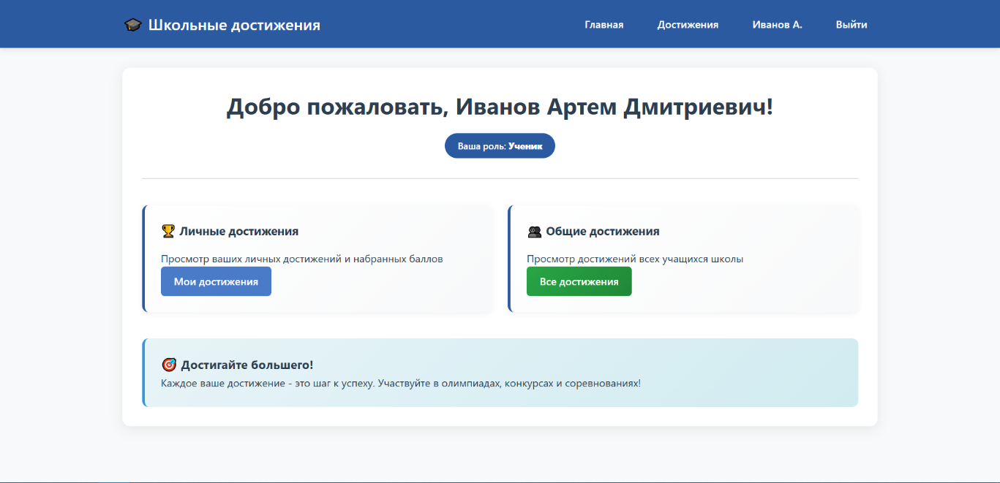 Школьные достижения
Главная
Достижения
Иванов А.
Выйти
Добро пожаловать, Иванов Артем Дмитриевич!
Ваша роль: Ученик
Личные достижения
Просмотр ваших личных достижений и набранных баллов
Мои достижения
Общие достижения
Просмотр достижений всех учащихся школы
Все достижения
Достигайте большего!
Каждое ваше достижение - это шаг к успеху. Участвуйте в олимпиадах, конкурсах и соревнованиях!